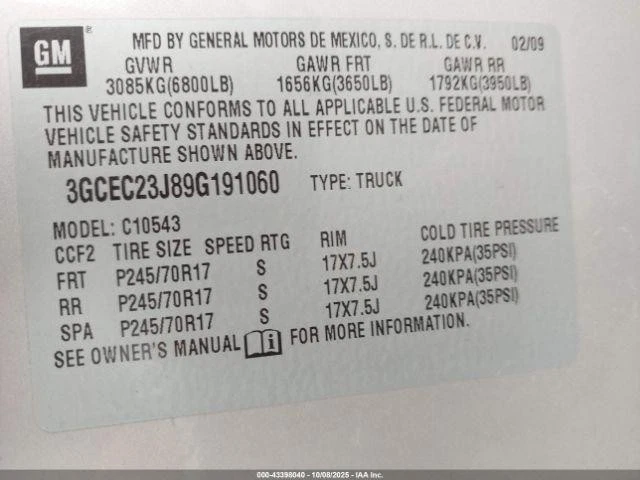 GM
MFD BY GENERAL MOTORS DE MEXICO, S. DE R.L. DE C.V. 02/09
GVWR GAWR FRT GAWR RR
3085KG(6800LB) 1656KG(3650LB) 1792KG(3950LB)
THIS VEHICLE CONFORMS TO ALL APPLICABLE U.S. FEDERAL MOTOR
VEHICLE SAFETY STANDARDS IN EFFECT ON THE DATE OF
MANUFACTURE SHOWN ABOVE.
3GCEC23J89G191060 TYPE: TRUCK
MODEL: C10543
CCF2 TIRE SIZE SPEED RTG RIM COLD TIRE PRESSURE
FRT P245/70R17 S 17X7.5J 240KPA(35PSI)
RR P245/70R17 S 17X7.5J 240KPA(35PSI)
SPA P245/70R17 S 17X7.5J 240KPA(35PSI)
SEE OWNER'S MANUAL i FOR MORE INFORMATION.
000-43398040 - 10/08/2025 - IAA Inc.